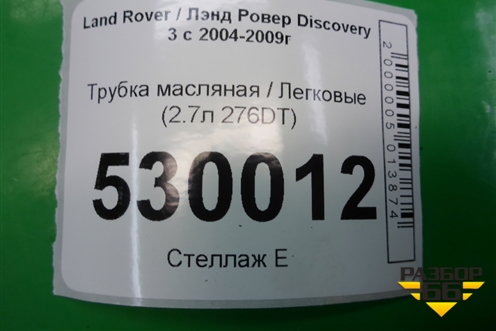 Land Rover / Лэнд Ровер Discovery
3 с 2004-2009г
Трубка масляная / Легковые
(2.7л 276DT)
530012
Стеллаж Е
2000005013874
РАЗБОР
66